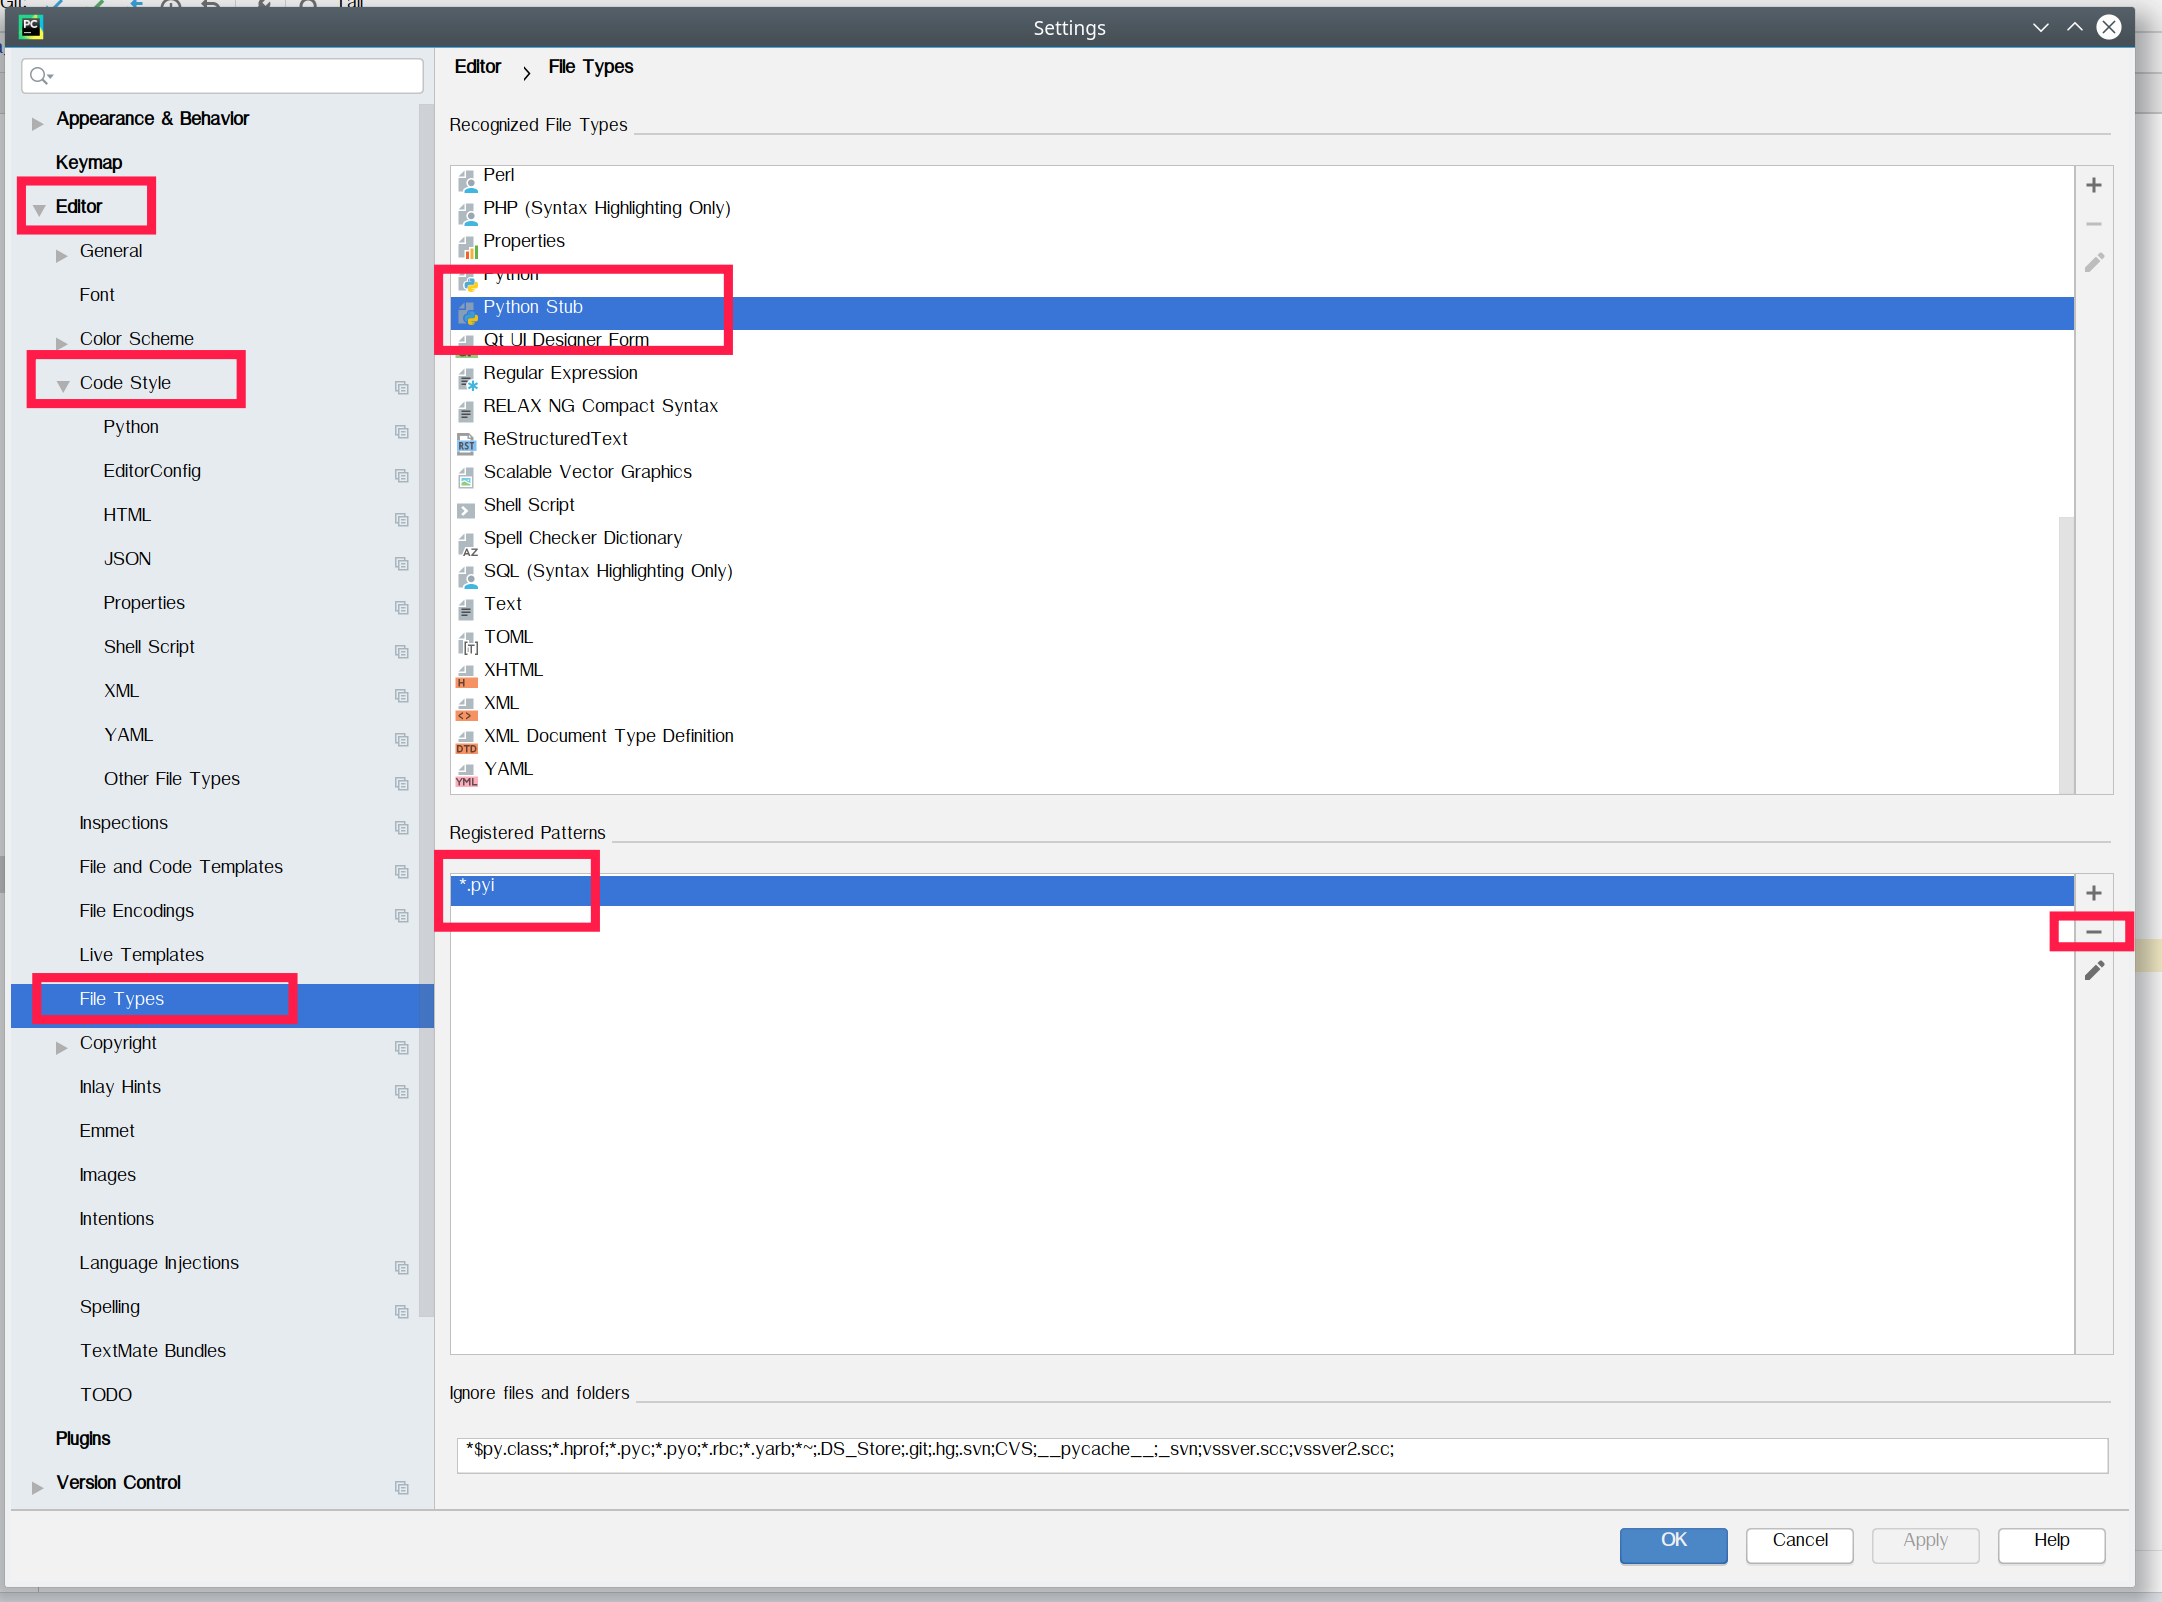 Settings
Appearance & Behavior
Keymap
Editor
General
Font
Color Scheme
Code Style
Python
EditorConfig
HTML
JSON
Properties
Shell Script
XML
YAML
Other File Types
Inspections
File and Code Templates
File Encodings
Live Templates
File Types
Copyright
Inlay Hints
Emmet
Images
Intentions
Language Injections
Spelling
TextMate Bundles
TODO
Plugins
Version Control
Editor › File Types
Recognized File Types
Perl
PHP (Syntax Highlighting Only)
Properties
Python
Python Stub
Qt UI Designer Form
Regular Expression
RELAX NG Compact Syntax
ReStructuredText
Scalable Vector Graphics
Shell Script
Spell Checker Dictionary
SQL (Syntax Highlighting Only)
Text
TOML
XHTML
XML
XML Document Type Definition
YAML
Registered Patterns
*.pyi
Ignore files and folders
*$py.class;*.hprof;*.pyc;*.pyo;*.rbc;*.yarb;*~;.DS_Store;.git;.hg;.svn;CVS;__pycache__;_svn;vssver.scc;vssver2.scc;
OK
Cancel
Apply
Help